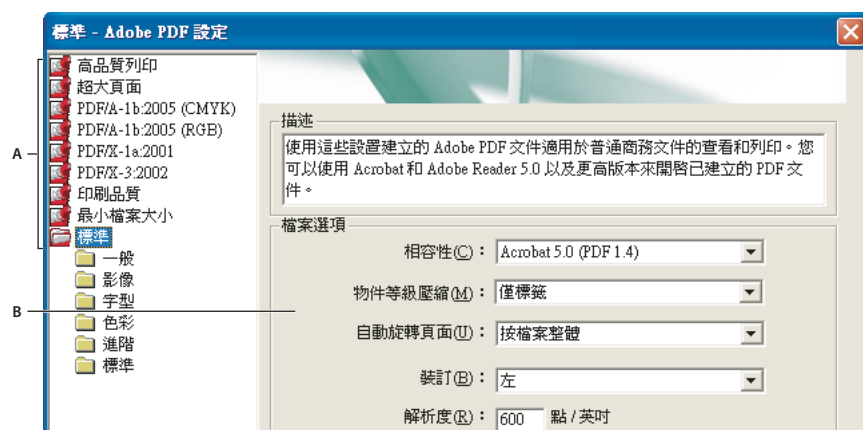 標準 - Adobe PDF 設定
A
高品質列印
超大頁面
PDF/A-1b:2005 (CMYK)
PDF/A-1b:2005 (RGB)
PDF/X-1a:2001
PDF/X-3:2002
印刷品質
最小檔案大小
標準
一般
影像
字型
色彩
進階
標準
B
描述
使用這些設置建立的 Adobe PDF 文件適用於普通商務文件的查看和列印。您
可以使用 Acrobat 和 Adobe Reader 5.0 以及更高版本來開啓已建立的 PDF 文
件。
檔案選項
相容性(C)： Acrobat 5.0 (PDF 1.4)
物件等級壓縮(M)： 僅標籤
自動旋轉頁面(U)： 按檔案整體
裝訂(B)： 左
解析度(R)： 600 點 / 英吋